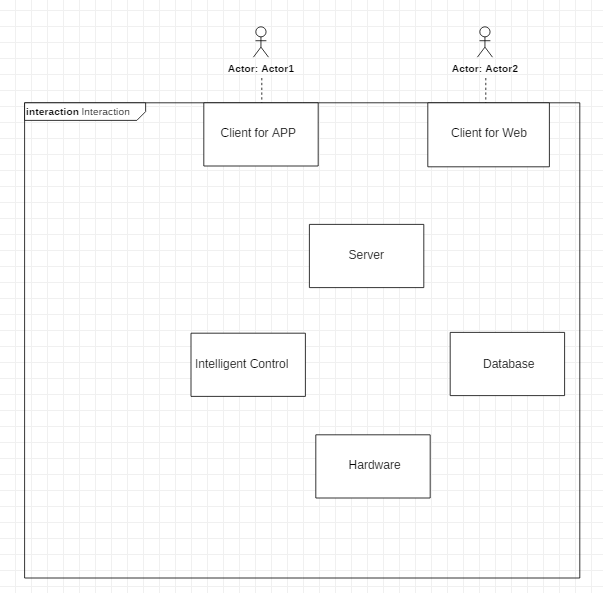 Actor: Actor1
Actor: Actor2
interaction Interaction
Client for APP
Client for Web
Server
Intelligent Control
Database
Hardware